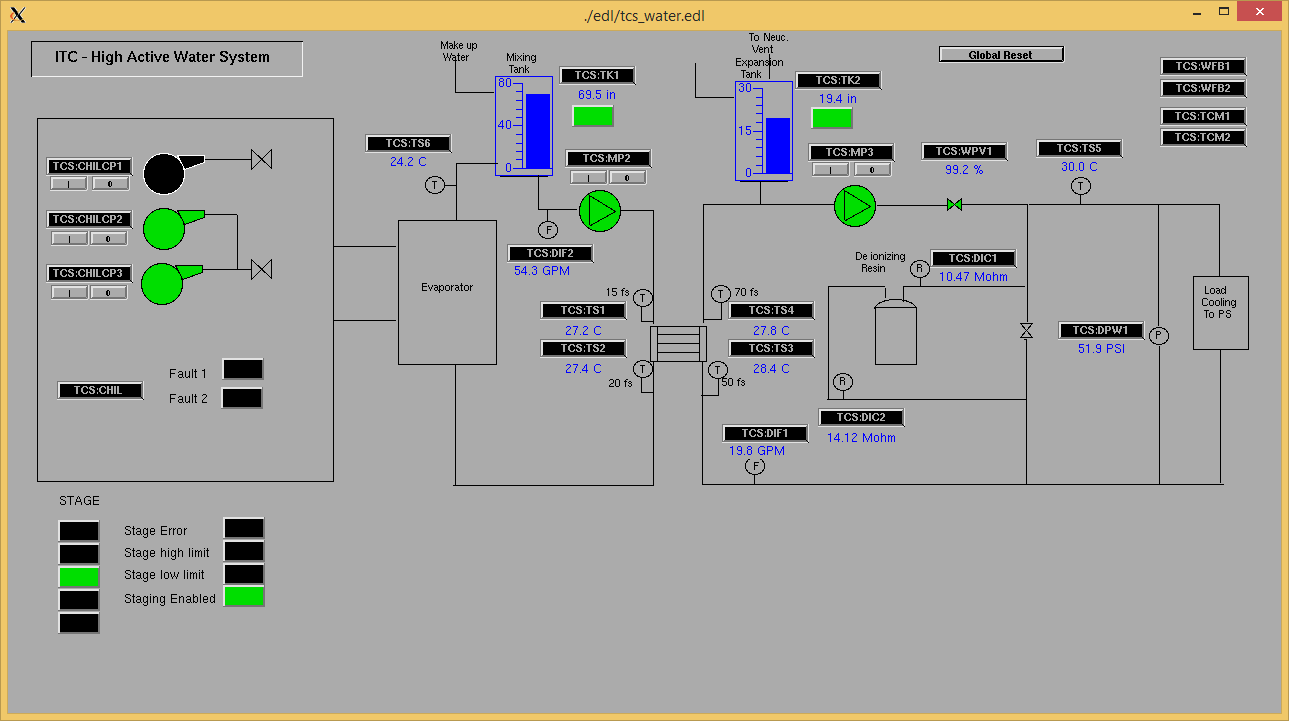 X
./edl/tcs_water.edl
ITC - High Active Water System
Make up
Water
Mixing
Tank
80
40
0
TCS:TK1
69.5 in
To Neuc.
Vent
Expansion
Tank
30
15
0
TCS:TK2
19.4 in
Global Reset
TCS:WFB1
TCS:WFB2
TCS:TCM1
TCS:TCM2
TCS:TS6
24.2 C
T
TCS:MP2
I
0
TCS:MP3
I
0
TCS:WPV1
99.2 %
TCS:TS5
30.0 C
T
TCS:CHILCP1
I
0
TCS:CHILCP2
I
0
TCS:CHILCP3
I
0
F
TCS:DIF2
54.3 GPM
Evaporator
De ionizing
Resin
R
TCS:DIC1
10.47 Mohm
15 fs
T
T
70 fs
TCS:TS1
27.2 C
TCS:TS4
27.8 C
TCS:TS2
27.4 C
TCS:TS3
28.4 C
20 fs
T
T
50 fs
Load
Cooling
To PS
TCS:DPW1
51.9 PSI
P
R
TCS:DIC2
14.12 Mohm
TCS:DIF1
19.8 GPM
F
TCS:CHIL
Fault 1
Fault 2
STAGE
Stage Error
Stage high limit
Stage low limit
Staging Enabled